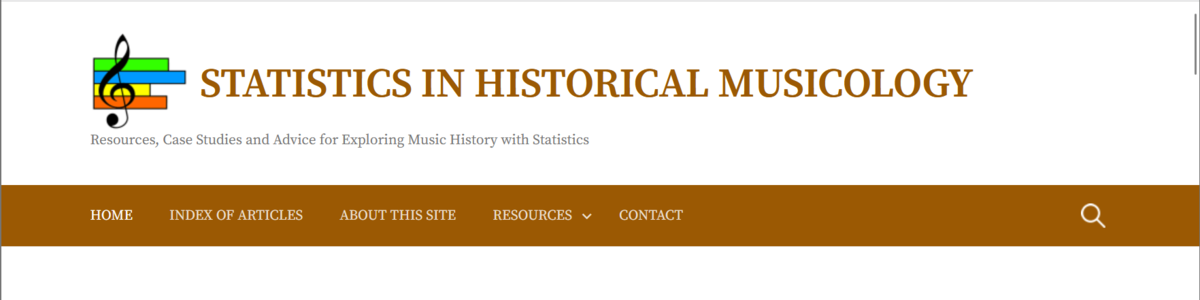 STATISTICS IN HISTORICAL MUSICOLOGY
Resources, Case Studies and Advice for Exploring Music History with Statistics
HOME INDEX OF ARTICLES ABOUT THIS SITE RESOURCES CONTACT